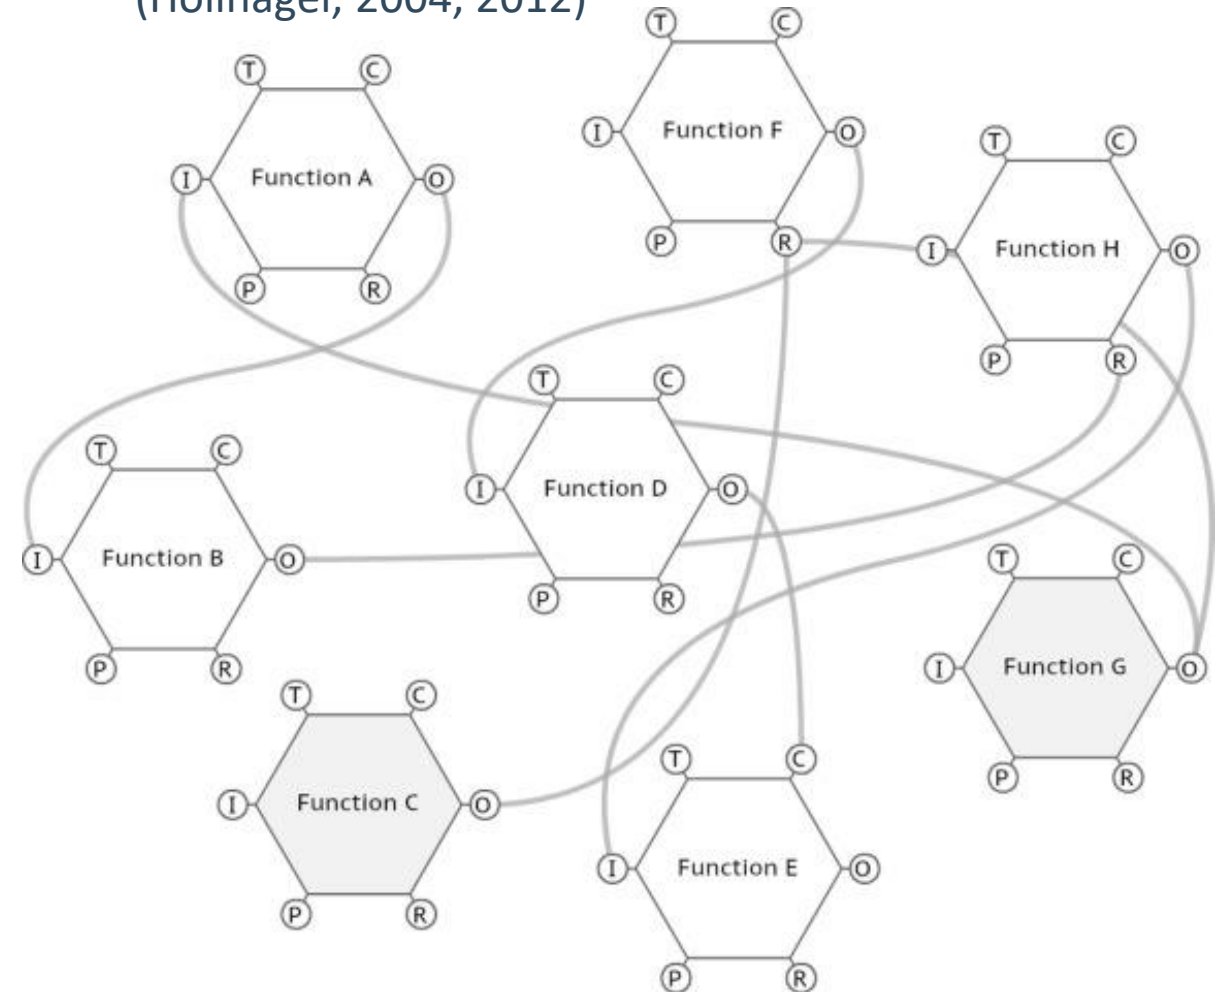 (Hollnagel, 2004, 2012)
T C
I Function F O
P R
T C
I Function A O
P R
T C
I Function H O
P R
T C
I Function D O
P R
T C
I Function B O
P R
T C
I Function G O
P R
T C
I Function C O
P R
T C
I Function E O
P R